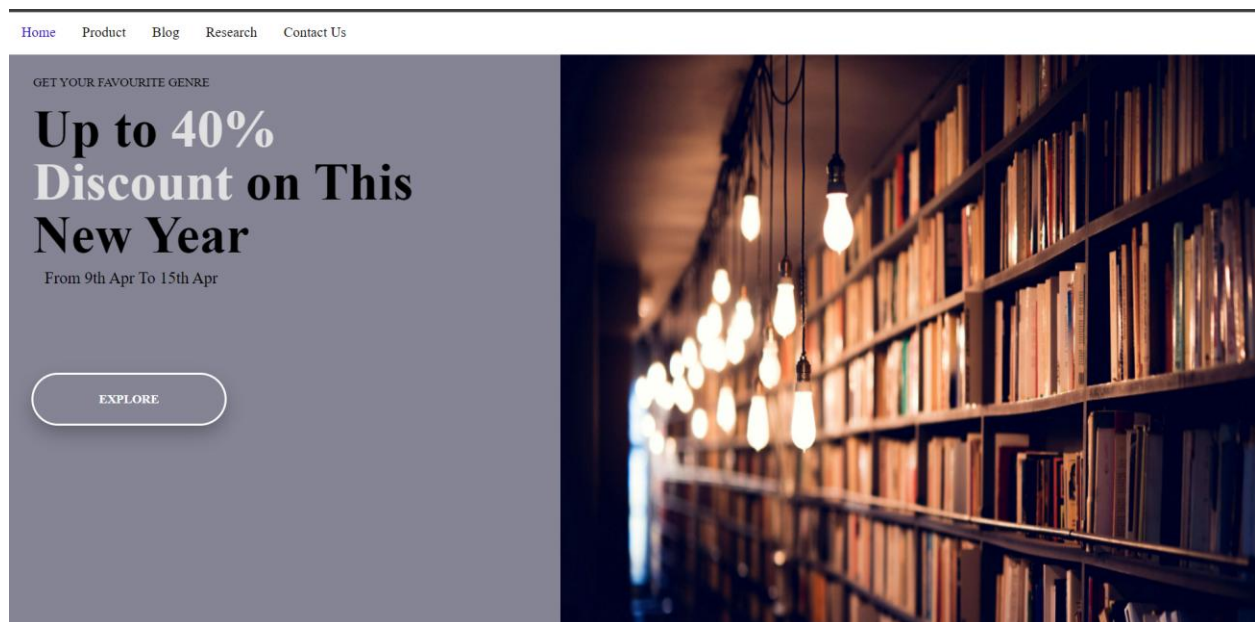 Home Product Blog Research Contact Us
GET YOUR FAVOURITE GENRE
Up to 40%
Discount on This
New Year
From 9th Apr To 15th Apr
EXPLORE